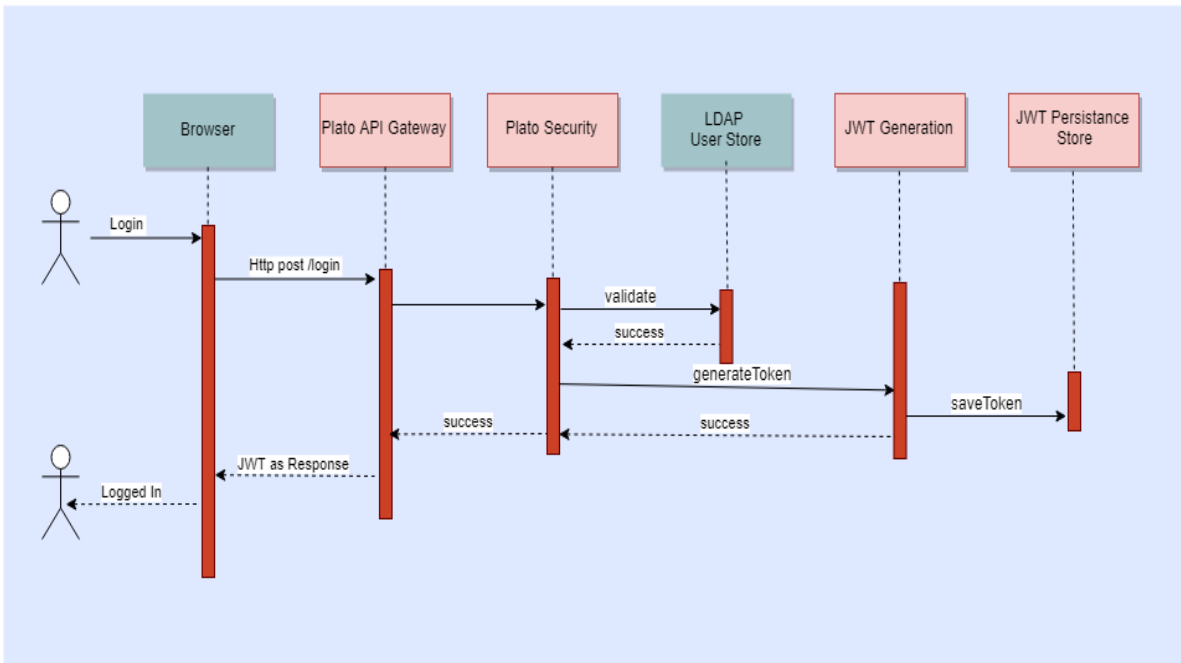 Browser
Plato API Gateway
Plato Security
LDAP
User Store
JWT Generation
JWT Persistance
Store
Login
Http post /login
validate
success
generateToken
saveToken
success
success
JWT as Response
Logged In